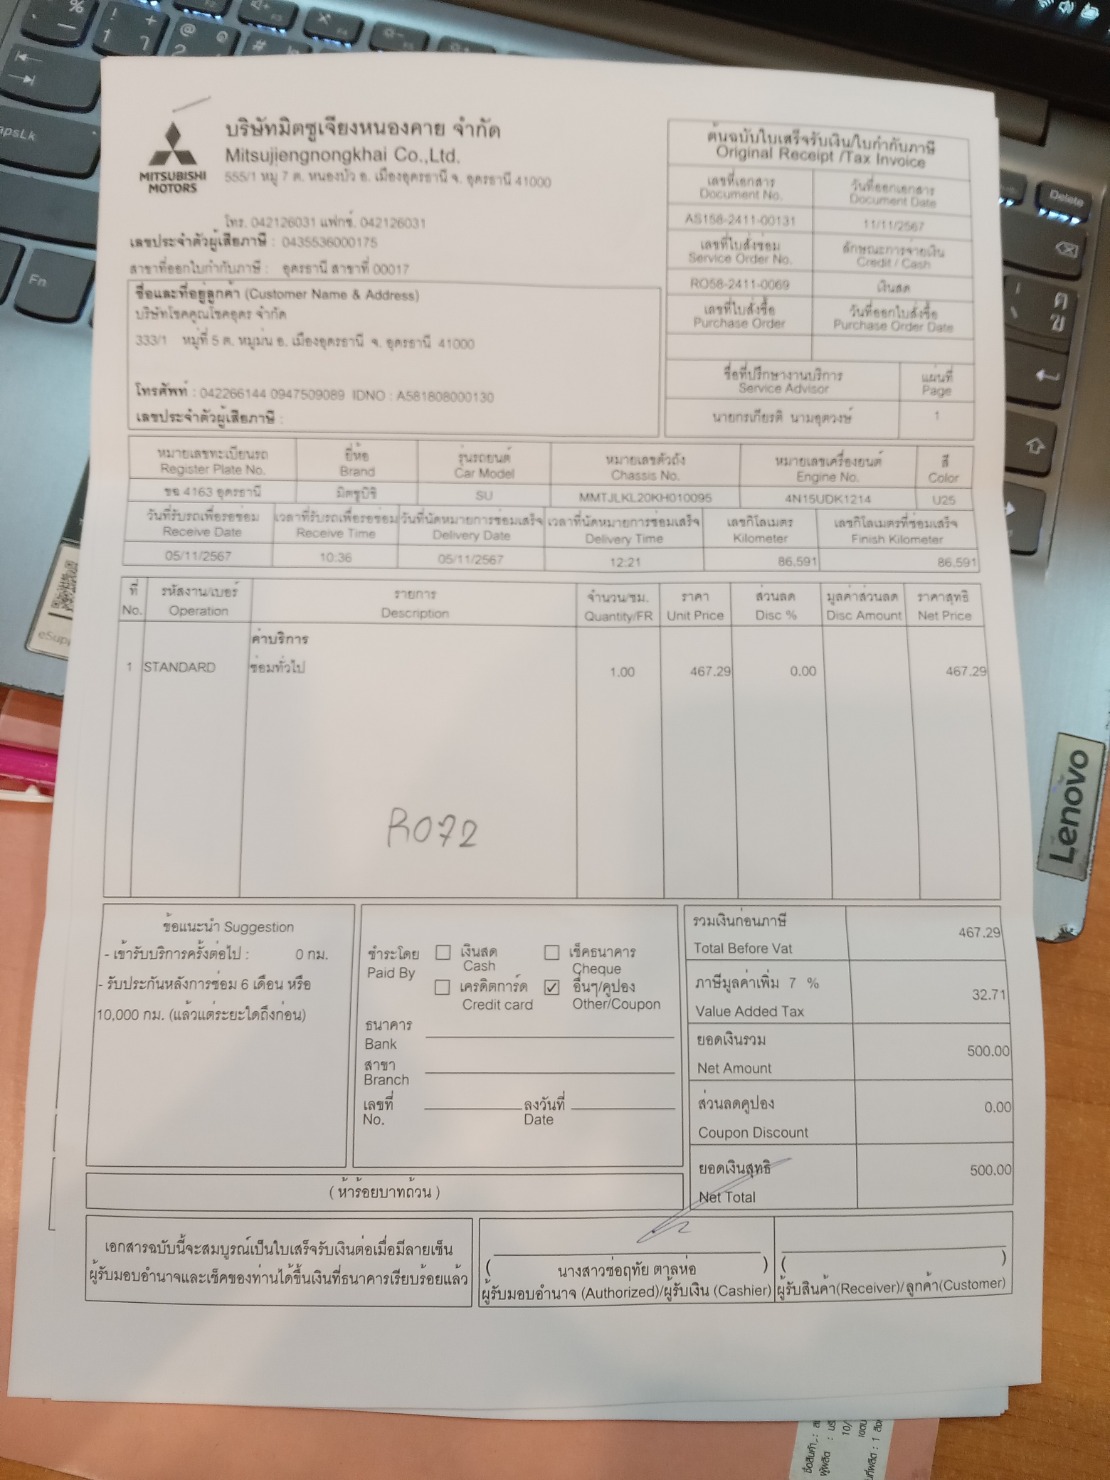 MITSUBISHI
MOTORS
บริษัทมิตซูเจียงหนองคาย จำกัด
Mitsujiengnongkhai Co.,Ltd.
555/1 หมู่ 7 ต. หนองบัว อ. เมืองอุดรธานี จ. อุดรธานี 41000
โทร. 042126031 แฟกซ์. 042126031
เลขประจำตัวผู้เสียภาษี : 0435536000175
สาขาที่ออกใบกำกับภาษี : อุดรธานี สาขาที่ 00017
ต้นฉบับใบเสร็จรับเงิน/ใบกำกับภาษี
Original Receipt /Tax Invoice
เลขที่เอกสาร วันที่ออกเอกสาร
Document No. Document Date
AS158-2411-00131 11/11/2567
เลขที่ใบสั่งซ่อม ลักษณะการจ่ายเงิน
Service Order No. Credit / Cash
RO58-2411-0069 เงินสด
เลขที่ใบสั่งซื้อ วันที่ออกใบสั่งซื้อ
Purchase Order Purchase Order Date
ชื่อที่ปรึกษางานบริการ แผ่นที่
Service Advisor Page
นายกรเกียรติ นามอุดวงษ์ 1
ชื่อและที่อยู่ลูกค้า (Customer Name & Address)
บริษัทโชคคูณโชคอุดร จำกัด
333/1 หมู่ที่ 5 ต. หมูม่น อ. เมืองอุดรธานี จ. อุดรธานี 41000
โทรศัพท์ : 042266144 0947509089 IDNO : A581808000130
เลขประจำตัวผู้เสียภาษี :
หมายเลขทะเบียนรถ ยี่ห้อ รุ่นรถยนต์ หมายเลขตัวถัง หมายเลขเครื่องยนต์ สี
Register Plate No. Brand Car Model Chassis No. Engine No. Color
ขฉ 4163 อุดรธานี มิตซูบิชิ SU MMTJLKL20KH010095 4N15UDK1214 U25
วันที่รับรถเพื่อรอซ่อม เวลาที่รับรถเพื่อรอซ่อม วันที่นัดหมายการซ่อมเสร็จ เวลาที่นัดหมายการซ่อมเสร็จ เลขกิโลเมตร เลขกิโลเมตรที่ซ่อมเสร็จ
Receive Date Receive Time Delivery Date Delivery Time Kilometer Finish Kilometer
05/11/2567 10:36 05/11/2567 12:21 86,591 86,591
ที่ รหัสงาน/เบอร์ รายการ จำนวน/ชม. ราคา ส่วนลด มูลค่าส่วนลด ราคาสุทธิ
No. Operation Description Quantity/FR Unit Price Disc % Disc Amount Net Price
ค่าบริการ
1 STANDARD ซ่อมทั่วไป 1.00 467.29 0.00 467.29
R072
ข้อแนะนำ Suggestion
- เข้ารับบริการครั้งต่อไป : 0 กม.
- รับประกันหลังการซ่อม 6 เดือน หรือ
10,000 กม. (แล้วแต่ระยะใดถึงก่อน)
ชำระโดย เงินสด เช็คธนาคาร
Paid By Cash Cheque
เครดิตการ์ด อื่นๆ/คูปอง
Credit card Other/Coupon
ธนาคาร
Bank
สาขา
Branch
เลขที่ ลงวันที่
No. Date
รวมเงินก่อนภาษี 467.29
Total Before Vat
ภาษีมูลค่าเพิ่ม 7 % 32.71
Value Added Tax
ยอดเงินรวม 500.00
Net Amount
ส่วนลดคูปอง 0.00
Coupon Discount
ยอดเงินสุทธิ 500.00
Net Total
( ห้าร้อยบาทถ้วน )
เอกสารฉบับนี้จะสมบูรณ์เป็นใบเสร็จรับเงินต่อเมื่อมีลายเซ็น
ผู้รับมอบอำนาจและเช็คของท่านได้ขึ้นเงินที่ธนาคารเรียบร้อยแล้ว
( นางสาวช่อฤทัย ตาลหอ ) ( )
ผู้รับมอบอำนาจ (Authorized)/ผู้รับเงิน (Cashier) ผู้รับสินค้า(Receiver)/ลูกค้า(Customer)
Lenovo
Delete
Fn